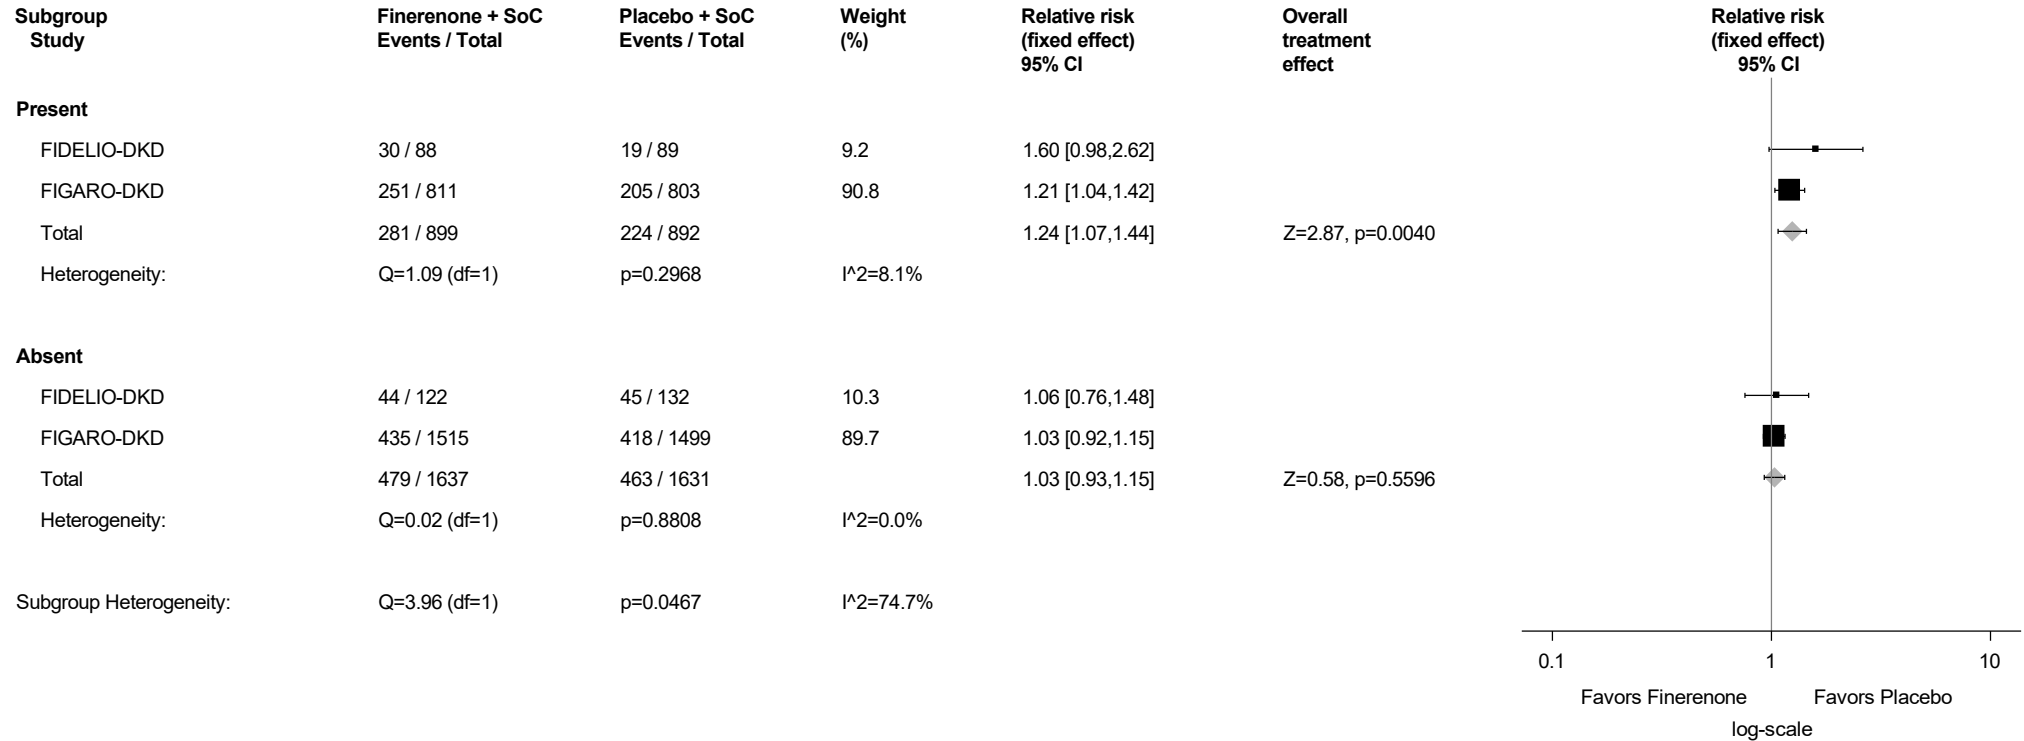 Subgroup Finerenone + SoC Placebo + SoC Weight Relative risk Overall Relative risk
Study Events / Total Events / Total (%) (fixed effect) treatment (fixed effect)
95% CI effect 95% CI
Present
FIDELIO-DKD 30 / 88 19 / 89 9.2 1.60 [0.98,2.62]
FIGARO-DKD 251 / 811 205 / 803 90.8 1.21 [1.04,1.42]
Total 281 / 899 224 / 892 1.24 [1.07,1.44] Z=2.87, p=0.0040
Heterogeneity: Q=1.09 (df=1) p=0.2968 I^2=8.1%
Absent
FIDELIO-DKD 44 / 122 45 / 132 10.3 1.06 [0.76,1.48]
FIGARO-DKD 435 / 1515 418 / 1499 89.7 1.03 [0.92,1.15]
Total 479 / 1637 463 / 1631 1.03 [0.93,1.15] Z=0.58, p=0.5596
Heterogeneity: Q=0.02 (df=1) p=0.8808 I^2=0.0%
Subgroup Heterogeneity: Q=3.96 (df=1) p=0.0467 I^2=74.7%
0.1 1 10
Favors Finerenone Favors Placebo
log-scale